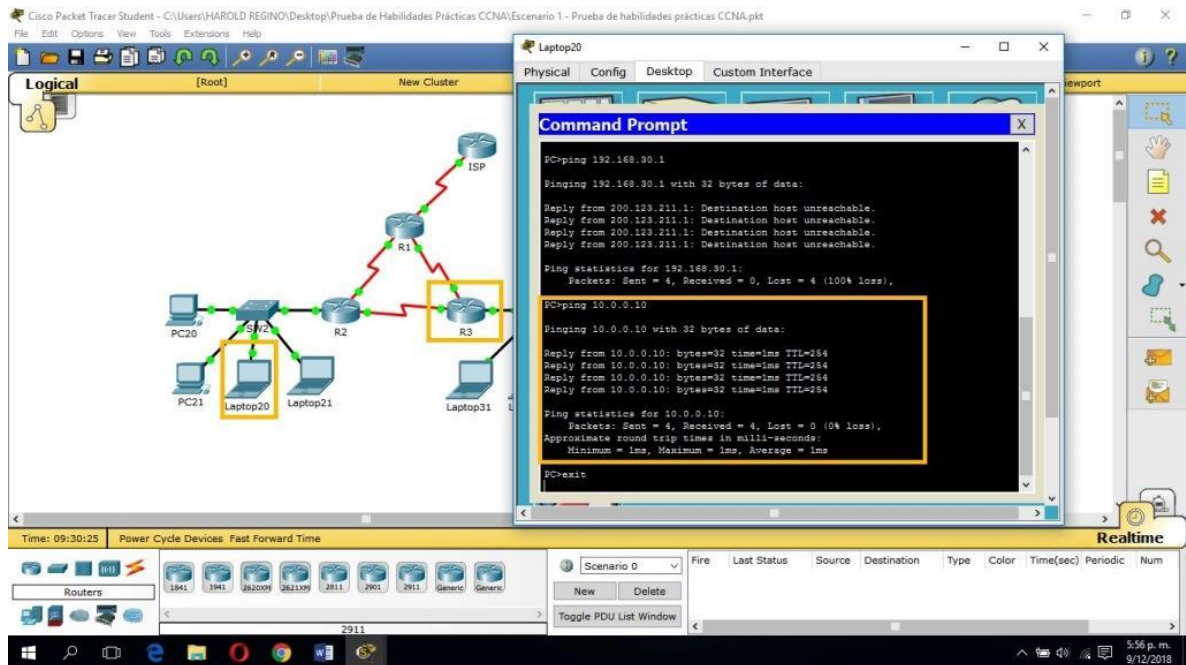 Cisco Packet Tracer Student - C:\Users\HAROLD REGINO\Desktop\Prueba de Habilidades Prácticas CCNA\Escenario 1 - Prueba de habilidades prácticas CCNA.pkt
File Edit Options View Tools Extensions Help
Logical [Root] New Cluster
ISP
R1
R2
R3
PC20
SW2
PC21
Laptop20
Laptop21
Laptop31
Laptop20
Physical Config Desktop Custom Interface
Command Prompt X
PC>ping 192.168.30.1
Pinging 192.168.30.1 with 32 bytes of data:
Reply from 200.123.211.1: Destination host unreachable.
Reply from 200.123.211.1: Destination host unreachable.
Reply from 200.123.211.1: Destination host unreachable.
Reply from 200.123.211.1: Destination host unreachable.
Ping statistics for 192.168.30.1:
Packets: Sent = 4, Received = 0, Lost = 4 (100% loss),
PC>ping 10.0.0.10
Pinging 10.0.0.10 with 32 bytes of data:
Reply from 10.0.0.10: bytes=32 time=1ms TTL=254
Reply from 10.0.0.10: bytes=32 time=1ms TTL=254
Reply from 10.0.0.10: bytes=32 time=1ms TTL=254
Reply from 10.0.0.10: bytes=32 time=1ms TTL=254
Ping statistics for 10.0.0.10:
Packets: Sent = 4, Received = 4, Lost = 0 (0% loss),
Approximate round trip times in milli-seconds:
Minimum = 1ms, Maximum = 1ms, Average = 1ms
PC>exit
Time: 09:30:25 Power Cycle Devices Fast Forward Time
Realtime
Routers
1841 1941 2620XM 2621XM 2811 2901 2911 Generic Generic
2911
Scenario 0
New Delete
Toggle PDU List Window
Fire Last Status Source Destination Type Color Time(sec) Periodic Num
5:56 p. m.
9/12/2018